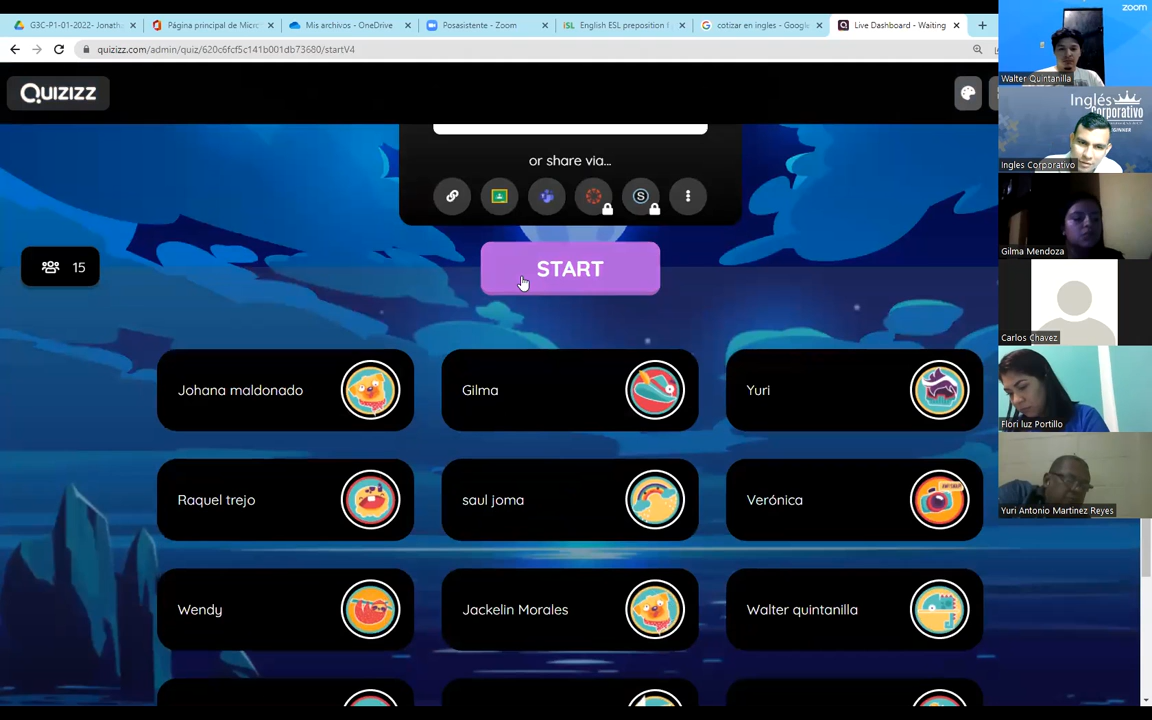 G3C-P1-01-2022- Jonath
Página principal de Micro
Mis archivos - OneDrive
Posasistente - Zoom
English ESL preposition
cotizar en ingles - Google
Live Dashboard - Waiting
quizizz.com/admin/quiz/620c6fcf5c141b001db73680/startV4
zoom
Quizizz
or share via...
15
START
Johana maldonado
Gilma
Yuri
Raquel trejo
saul joma
Verónica
Wendy
Jackelin Morales
Walter quintanilla
Walter Quintanilla
Inglés
Corporativo
Ingles Corporativo
Gilma Mendoza
Carlos Chavez
Flori luz Portillo
Yuri Antonio Martinez Reyes